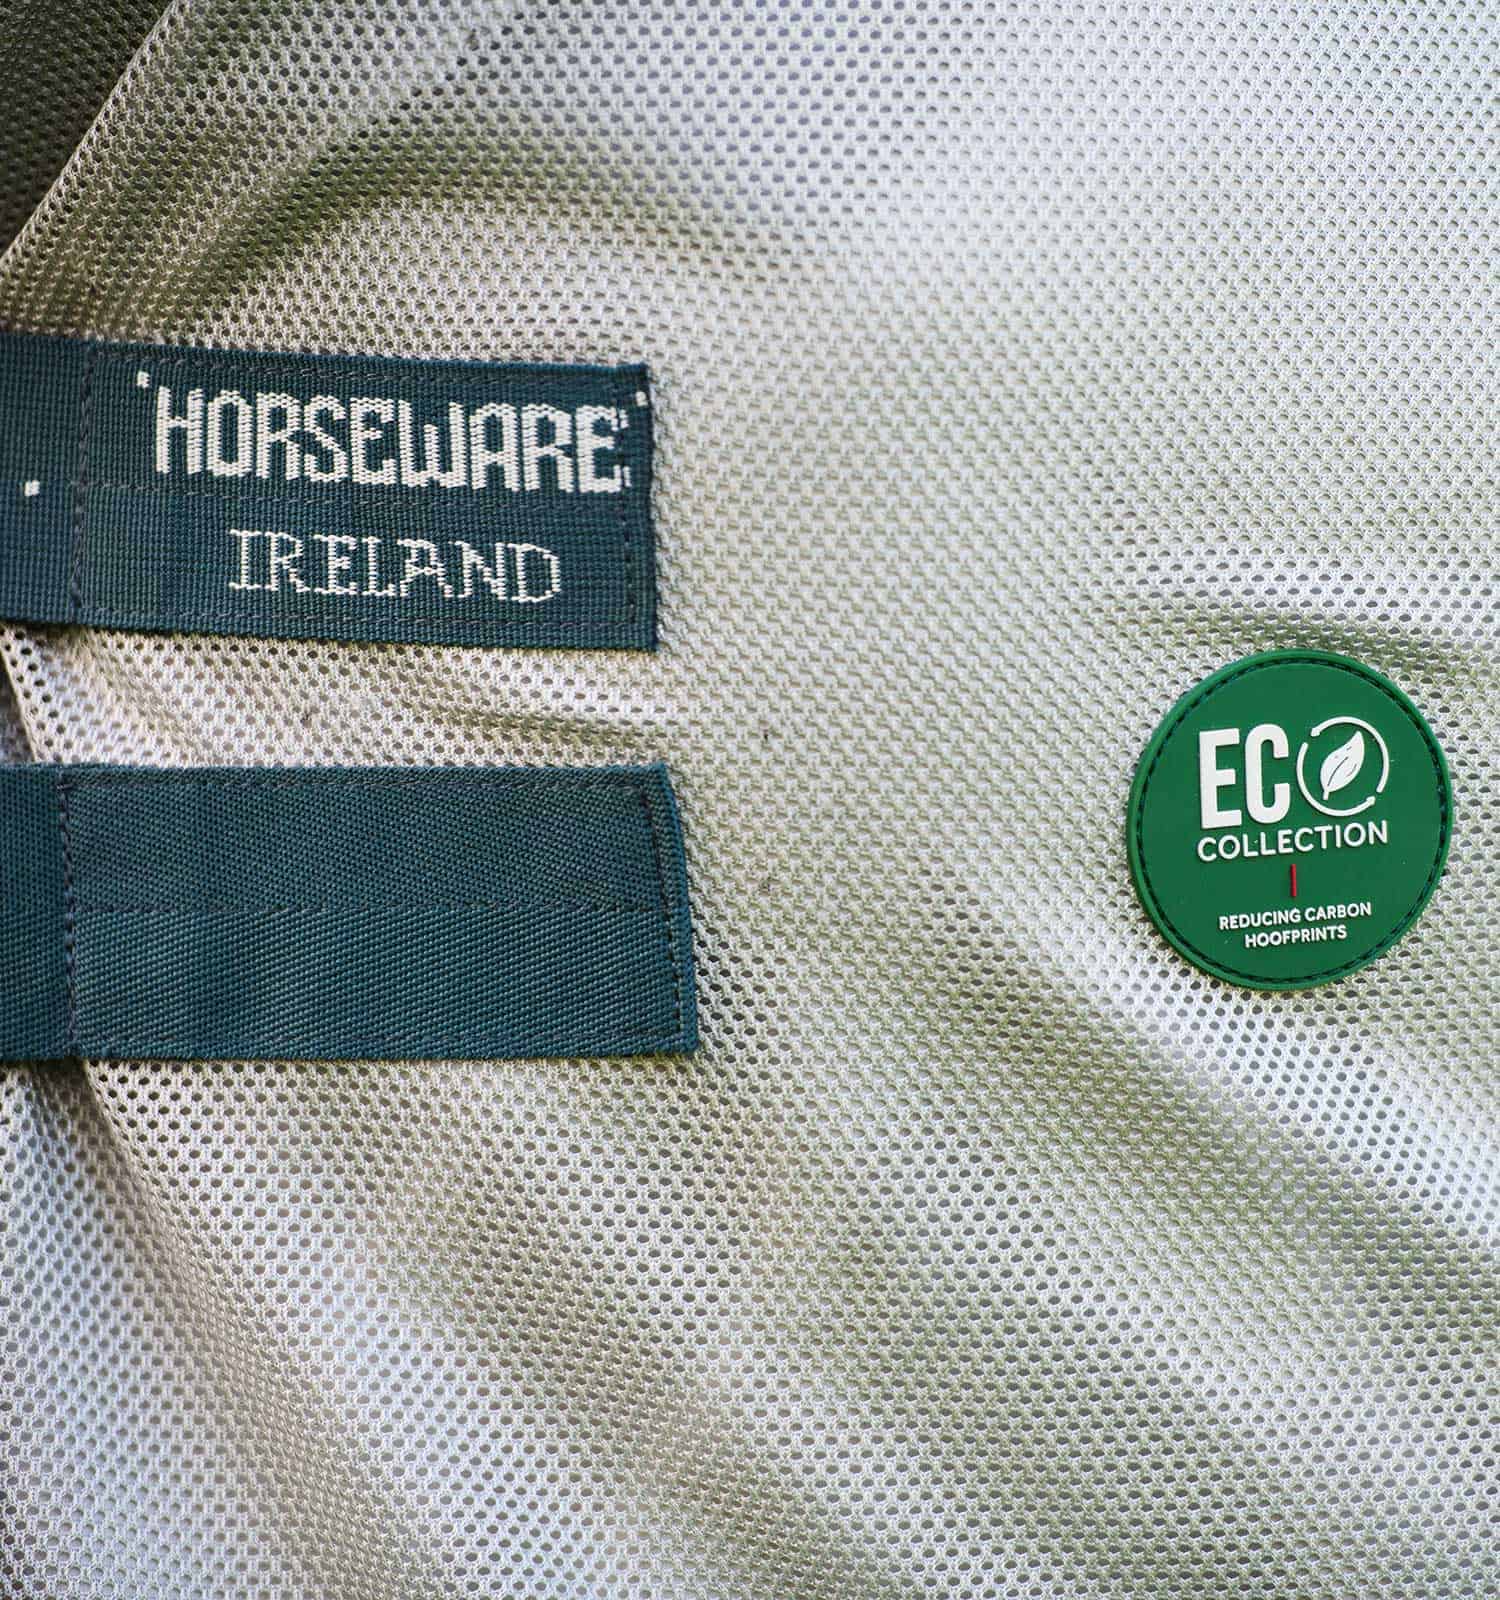 'HORSEWARE'
IRELAND
ECO
COLLECTION
REDUCING CARBON
HOOFPRINTS